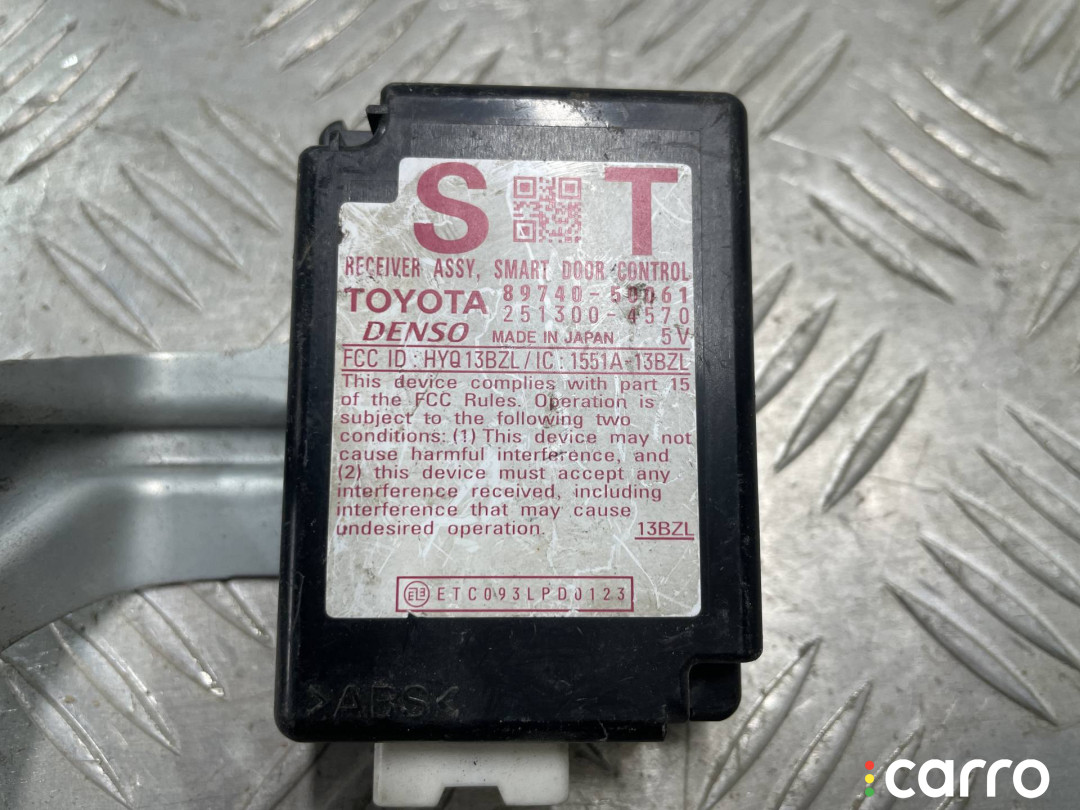 S T
RECEIVER ASSY, SMART DOOR CONTROL
TOYOTA 89740-50061
DENSO 251300-4570
MADE IN JAPAN 5V
FCC ID : HYQ13BZL / IC : 1551A-13BZL
This device complies with part 15
of the FCC Rules. Operation is
subject to the following two
conditions: (1) This device may not
cause harmful interference, and
(2) this device must accept any
interference received, including
interference that may cause
undesired operation. 13BZL
ETC093LPD0123
>ABS<
carro